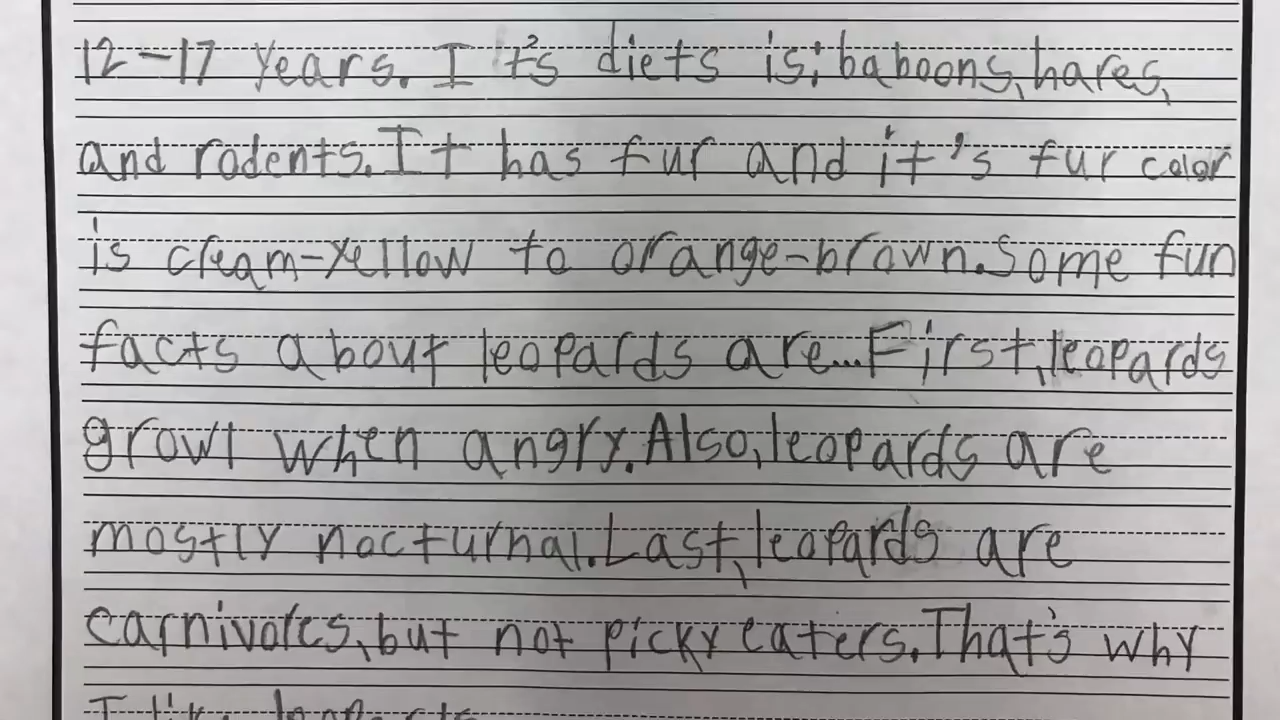 12-17 years. It's diets is: baboons, hares,
and rodents. It has fur and it's fur color
is cream-yellow to orange-brown. Some fun
facts about leopards are... First, leopards
growl when angry. Also, leopards are
mostly nocturnal. Last, leopards are
carnivores, but not picky eaters. That's why
I